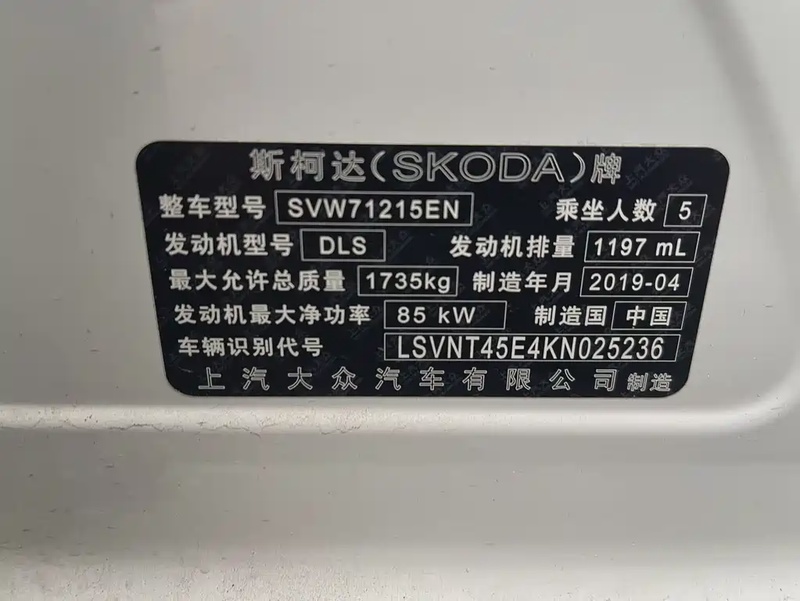 斯柯达(SKODA)牌
整车型号 SVW71215EN 乘坐人数 5
发动机型号 DLS 发动机排量 1197 mL
最大允许总质量 1735kg 制造年月 2019-04
发动机最大净功率 85 kW 制造国 中国
车辆识别代号 LSVNT45E4KN025236
上汽大众汽车有限公司 制造